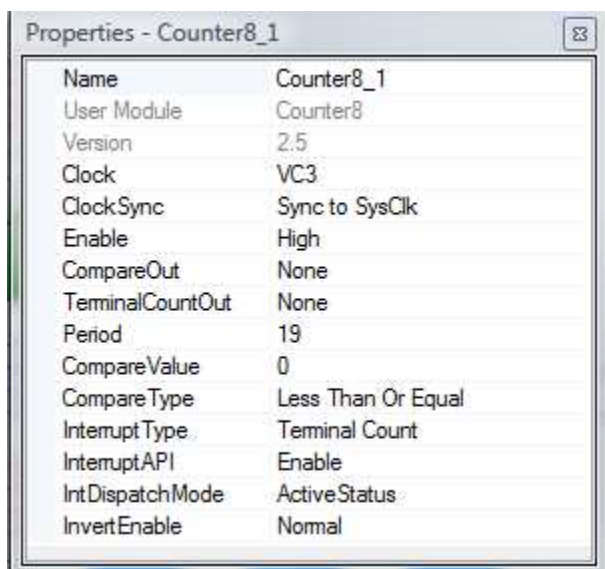 Properties - Counter8_1
Name Counter8_1
User Module Counter8
Version 2.5
Clock VC3
ClockSync Sync to SysClk
Enable High
CompareOut None
TerminalCountOut None
Period 19
CompareValue 0
CompareType Less Than Or Equal
InterruptType Terminal Count
InterruptAPI Enable
IntDispatchMode ActiveStatus
InvertEnable Normal